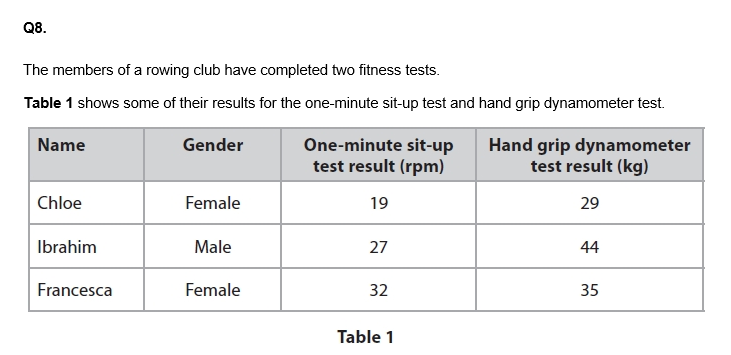 Q8.
The members of a rowing club have completed two fitness tests.
Table 1 shows some of their results for the one-minute sit-up test and hand grip dynamometer test.
Name Gender One-minute sit-up test result (rpm) Hand grip dynamometer test result (kg)
Chloe Female 19 29
Ibrahim Male 27 44
Francesca Female 32 35
Table 1